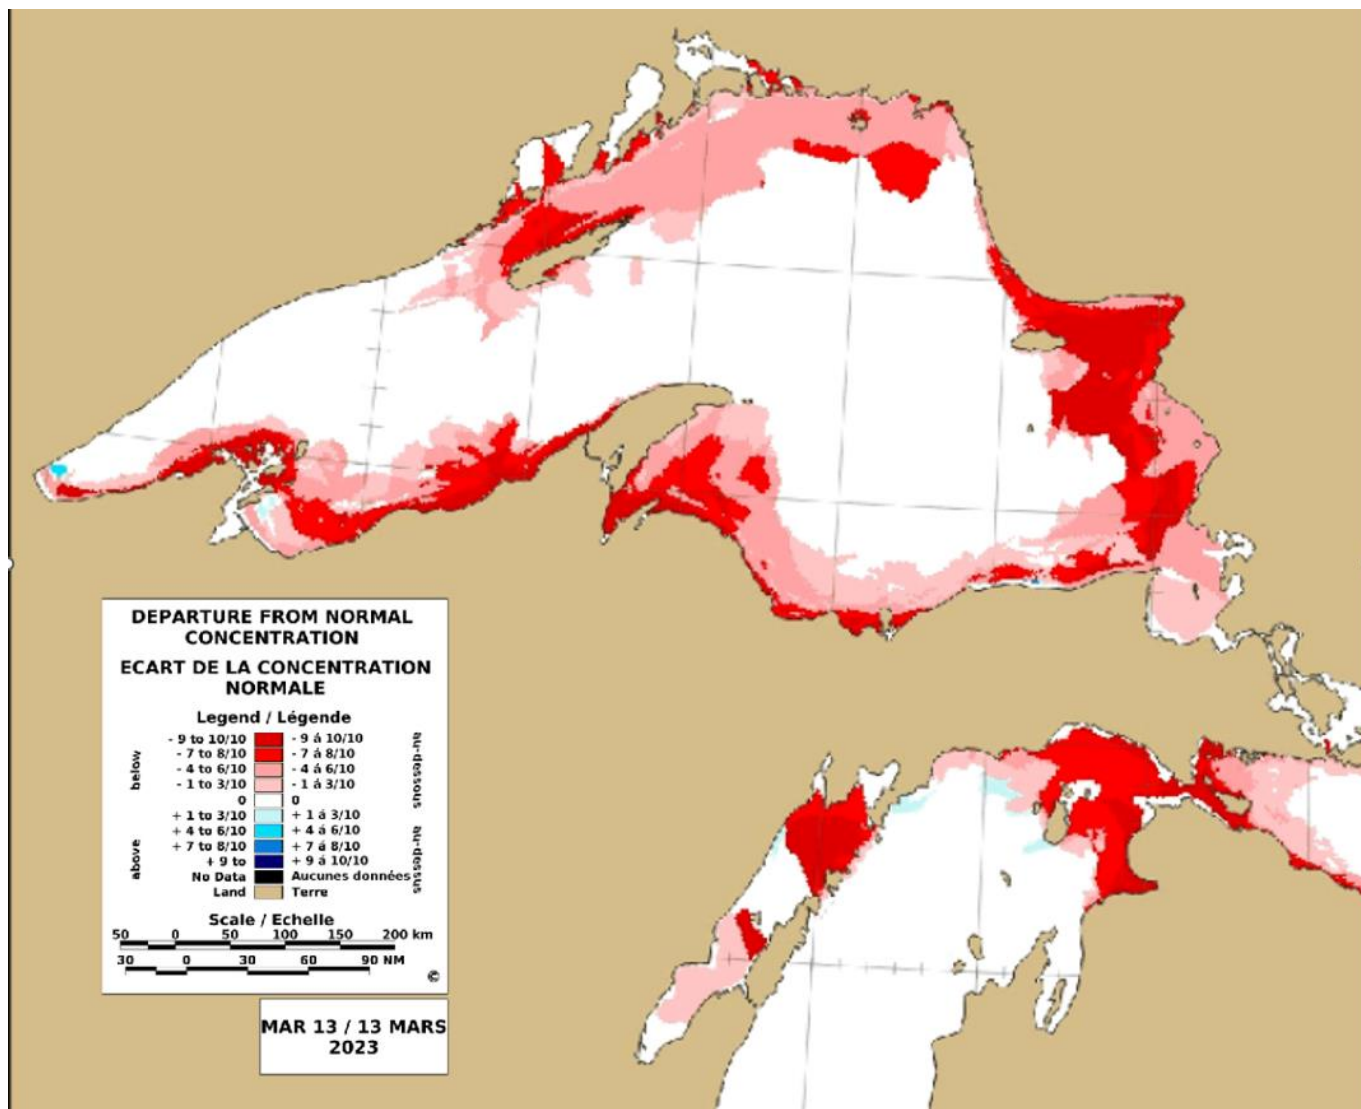 DEPARTURE FROM NORMAL
CONCENTRATION
ECART DE LA CONCENTRATION
NORMALE
Legend / Légende
- 9 to 10/10 - 9 á 10/10
- 7 to 8/10 - 7 á 8/10
- 4 to 6/10 - 4 á 6/10
- 1 to 3/10 - 1 á 3/10
0 0
+ 1 to 3/10 + 1 á 3/10
+ 4 to 6/10 + 4 á 6/10
+ 7 to 8/10 + 7 á 8/10
+ 9 to + 9 á 10/10
No Data Aucunes données
Land Terre
below
above
au-dessous
au-dessus
Scale / Echelle
50 0 50 100 150 200 km
30 0 30 60 90 NM
©
MAR 13 / 13 MARS
2023